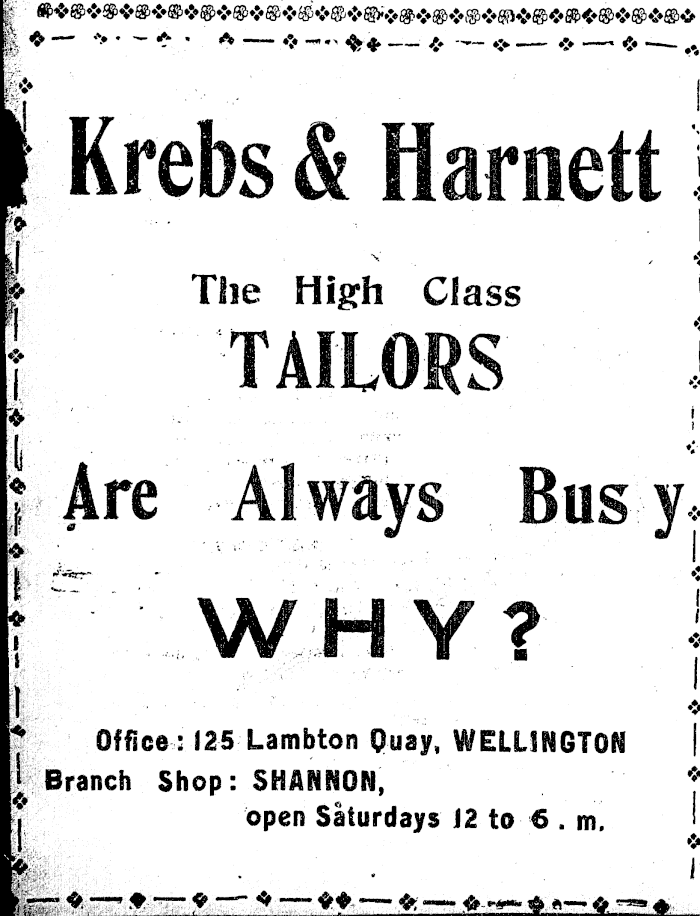 Krebs & Harnett
The High Class
TAILORS
Are Always Busy
WHY?
Office: 125 Lambton Quay, WELLINGTON
Branch Shop: SHANNON,
open Saturdays 12 to 6 . m.